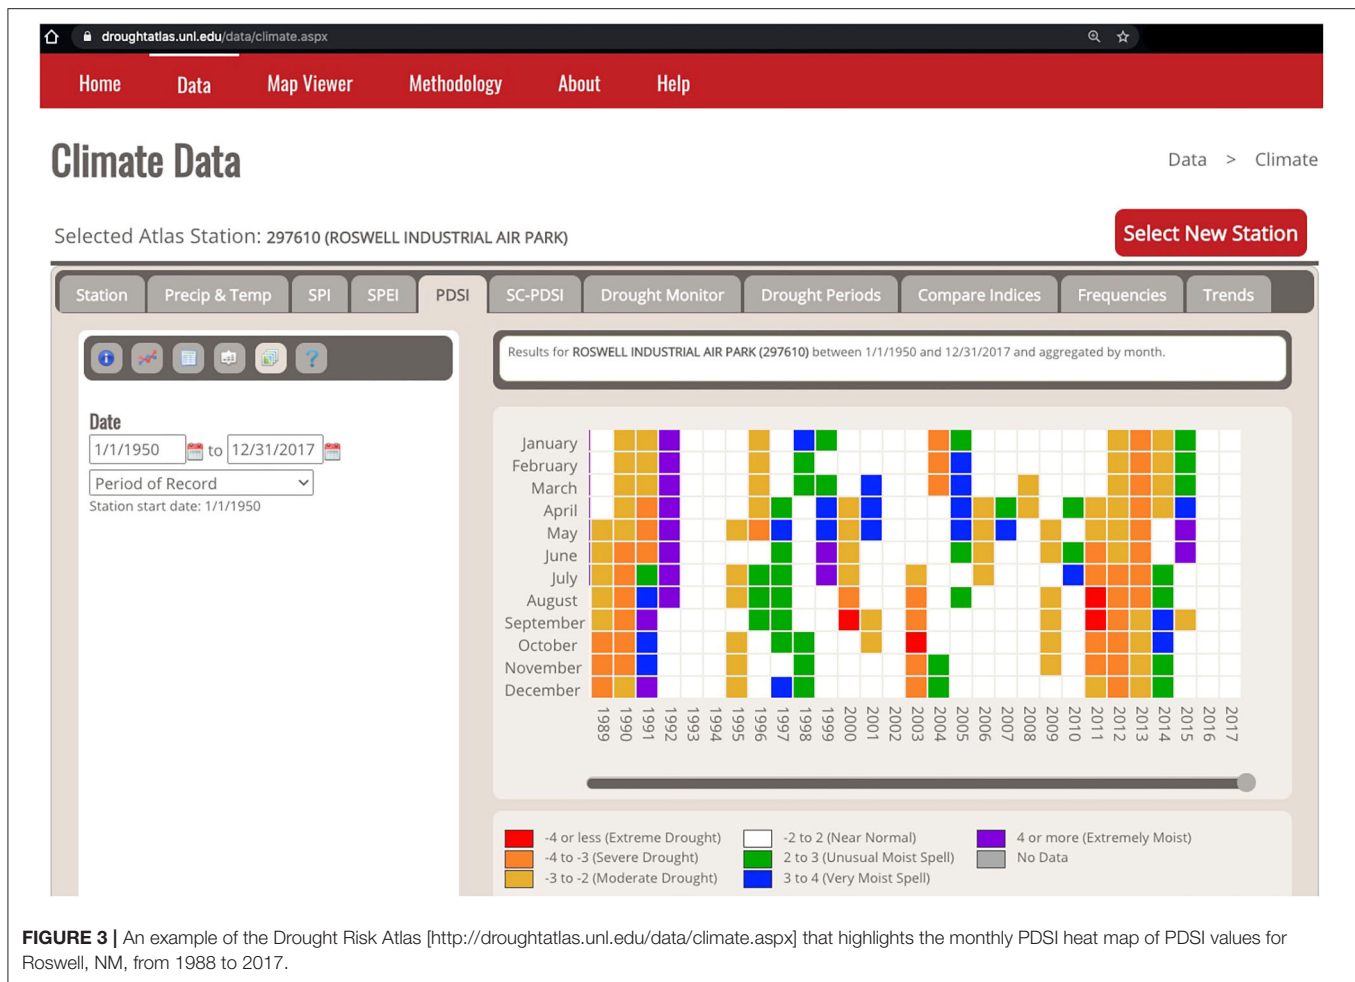 droughtatlas.unl.edu/data/climate.aspx
Home Data Map Viewer Methodology About Help
Climate Data
Data > Climate
Selected Atlas Station: 297610 (ROSWELL INDUSTRIAL AIR PARK)
Select New Station
Station Precip & Temp SPI SPEI PDSI SC-PDSI Drought Monitor Drought Periods Compare Indices Frequencies Trends
Results for ROSWELL INDUSTRIAL AIR PARK (297610) between 1/1/1950 and 12/31/2017 and aggregated by month.
Date
1/1/1950 to 12/31/2017
Period of Record
Station start date: 1/1/1950
January
February
March
April
May
June
July
August
September
October
November
December
1989 1990 1991 1992 1993 1994 1995 1996 1997 1998 1999 2000 2001 2002 2003 2004 2005 2006 2007 2008 2009 2010 2011 2012 2013 2014 2015 2016 2017
-4 or less (Extreme Drought) -2 to 2 (Near Normal) 4 or more (Extremely Moist)
-4 to -3 (Severe Drought) 2 to 3 (Unusual Moist Spell) No Data
-3 to -2 (Moderate Drought) 3 to 4 (Very Moist Spell)
FIGURE 3 | An example of the Drought Risk Atlas [http://droughtatlas.unl.edu/data/climate.aspx] that highlights the monthly PDSI heat map of PDSI values for
Roswell, NM, from 1988 to 2017.